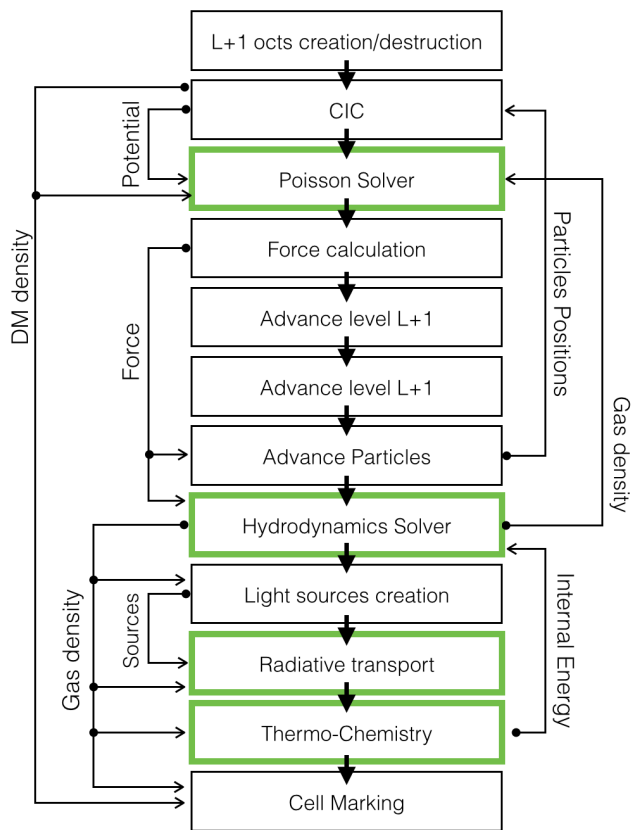 L+1 octs creation/destruction
CIC
Potential
Poisson Solver
DM density
Force calculation
Particles Positions
Advance level L+1
Force
Advance level L+1
Gas density
Advance Particles
Hydrodynamics Solver
Light sources creation
Sources
Gas density
Internal Energy
Radiative transport
Thermo-Chemistry
Cell Marking